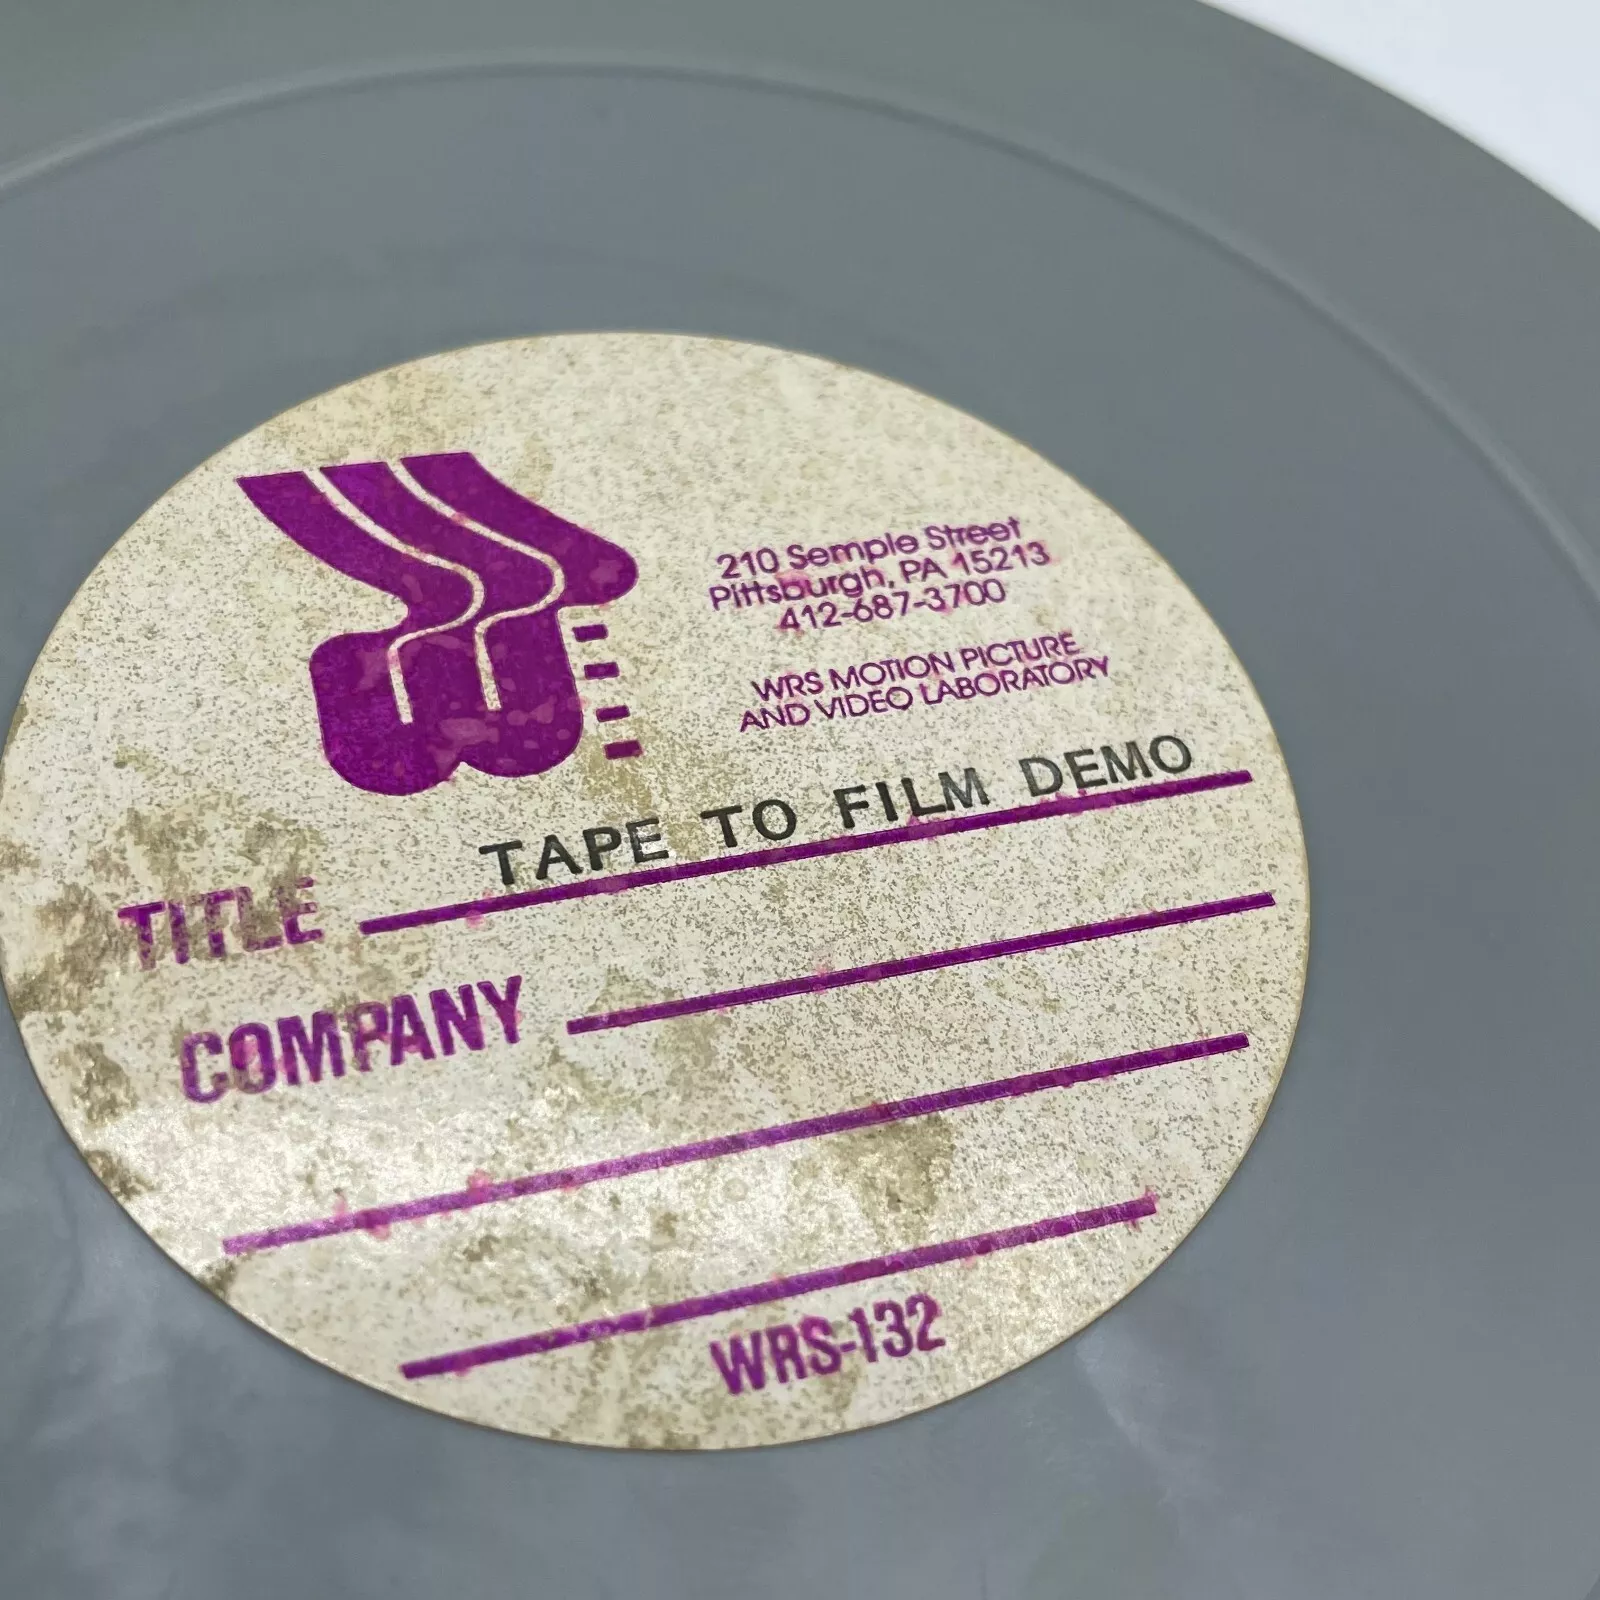 210 Semple Street
Pittsburgh, PA 15213
412-687-3700
WRS MOTION PICTURE
AND VIDEO LABORATORY
TITLE TAPE TO FILM DEMO
COMPANY
WRS-132